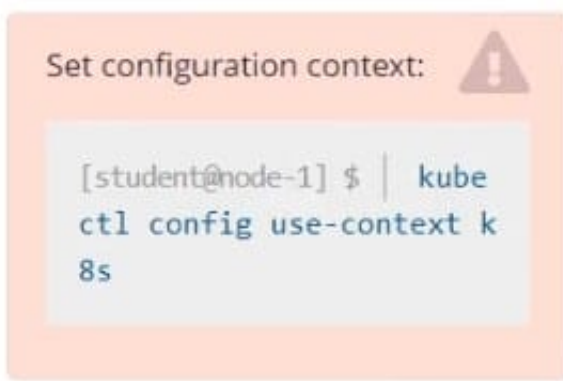 Set configuration context:
[student@node-1] $ | kube
ctl config use-context k
8s